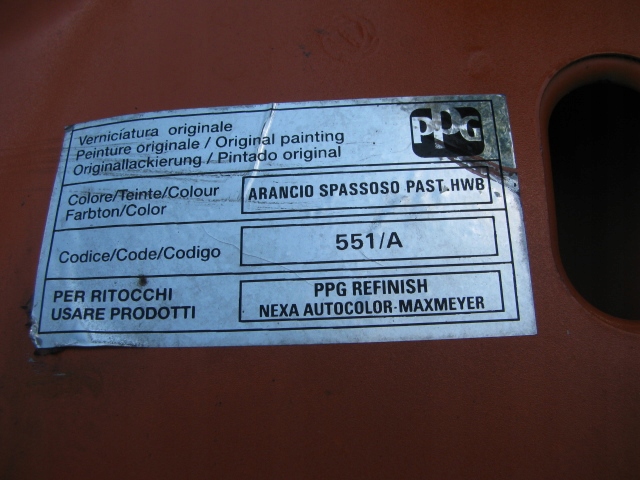 Verniciatura originale
Peinture originale / Original painting
Originallackierung / Pintado original
PPG
Colore/Teinte/Colour
Farbton/Color
ARANCIO SPASSOSO PAST.HWB
Codice/Code/Codigo
551/A
PER RITOCCHI
USARE PRODOTTI
PPG REFINISH
NEXA AUTOCOLOR-MAXMEYER